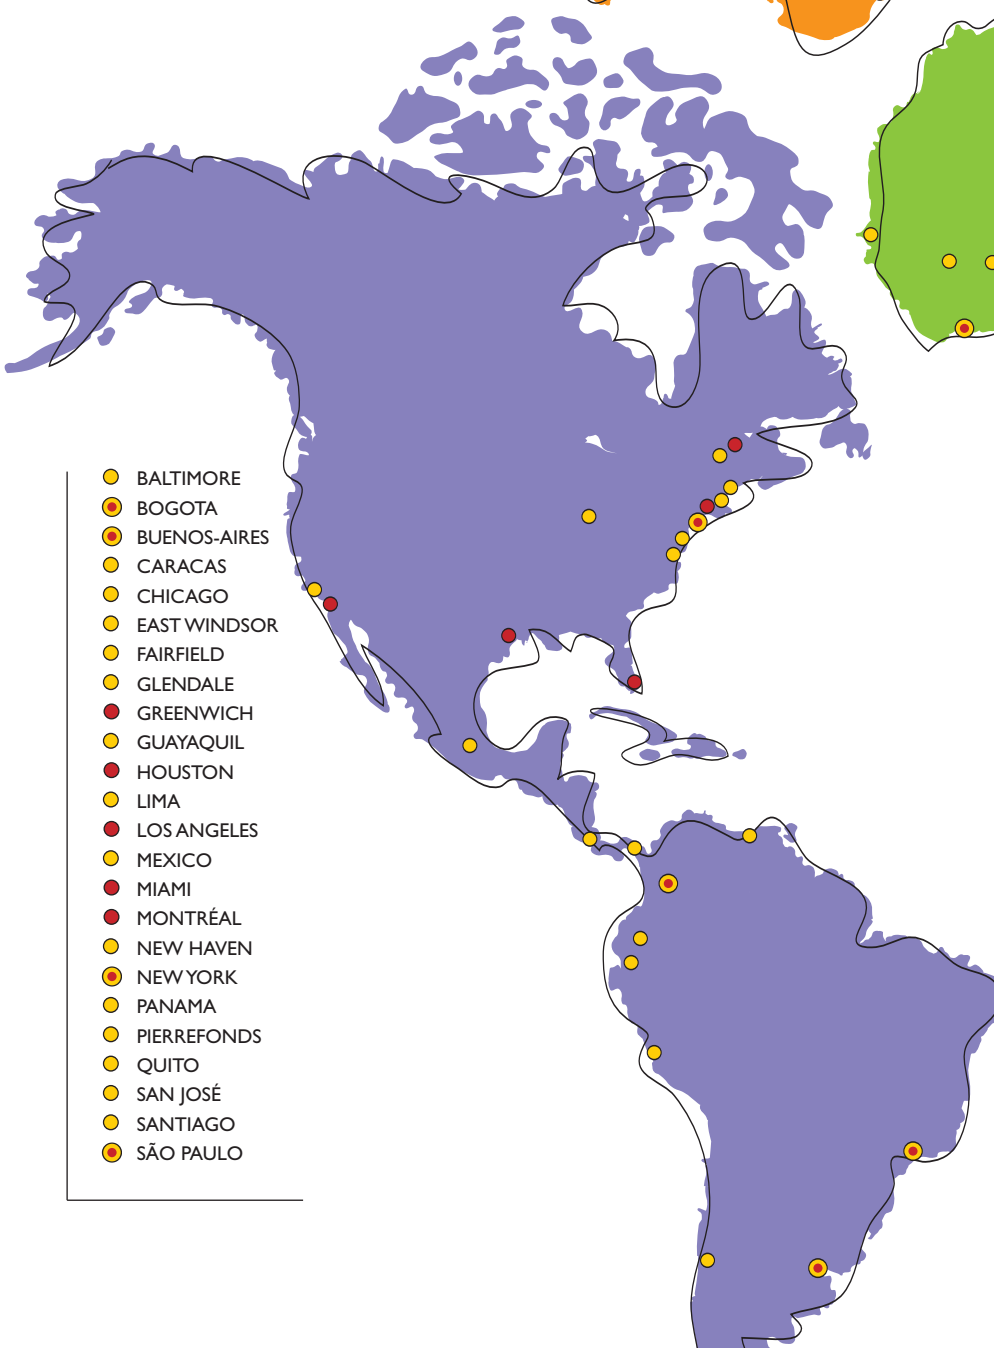 BALTIMORE
BOGOTA
BUENOS-AIRES
CARACAS
CHICAGO
EAST WINDSOR
FAIRFIELD
GLENDALE
GREENWICH
GUAYAQUIL
HOUSTON
LIMA
LOS ANGELES
MEXICO
MIAMI
MONTRÉAL
NEW HAVEN
NEW YORK
PANAMA
PIERREFONDS
QUITO
SAN JOSÉ
SANTIAGO
SÃO PAULO